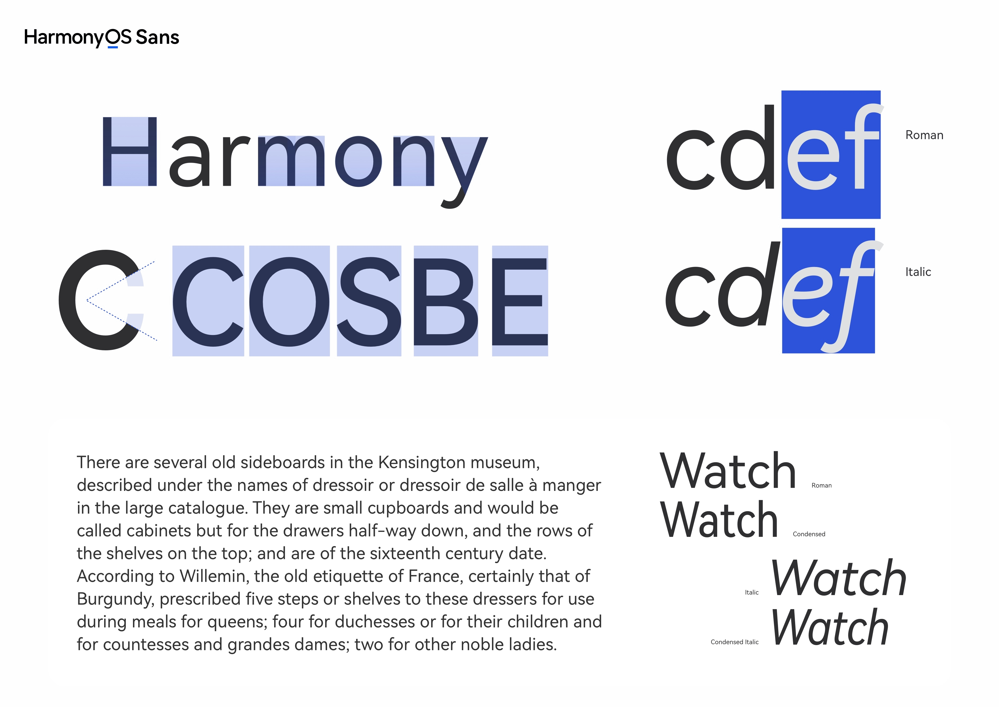 HarmonyOS Sans
Harmony
cdef
Roman
C COSBE
cdef
Italic
There are several old sideboards in the Kensington museum,
described under the names of dressoir or dressoir de salle à manger
in the large catalogue. They are small cupboards and would be
called cabinets but for the drawers half-way down, and the rows of
the shelves on the top; and are of the sixteenth century date.
According to Willemin, the old etiquette of France, certainly that of
Burgundy, prescribed five steps or shelves to these dressers for use
during meals for queens; four for duchesses or for their children and
for countesses and grandes dames; two for other noble ladies.
Watch Roman
Watch Condensed
Italic Watch
Condensed Italic Watch